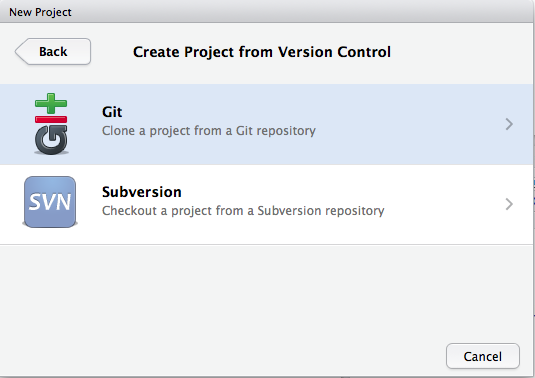 New Project
Back
Create Project from Version Control
Git
Clone a project from a Git repository
SVN
Subversion
Checkout a project from a Subversion repository
Cancel